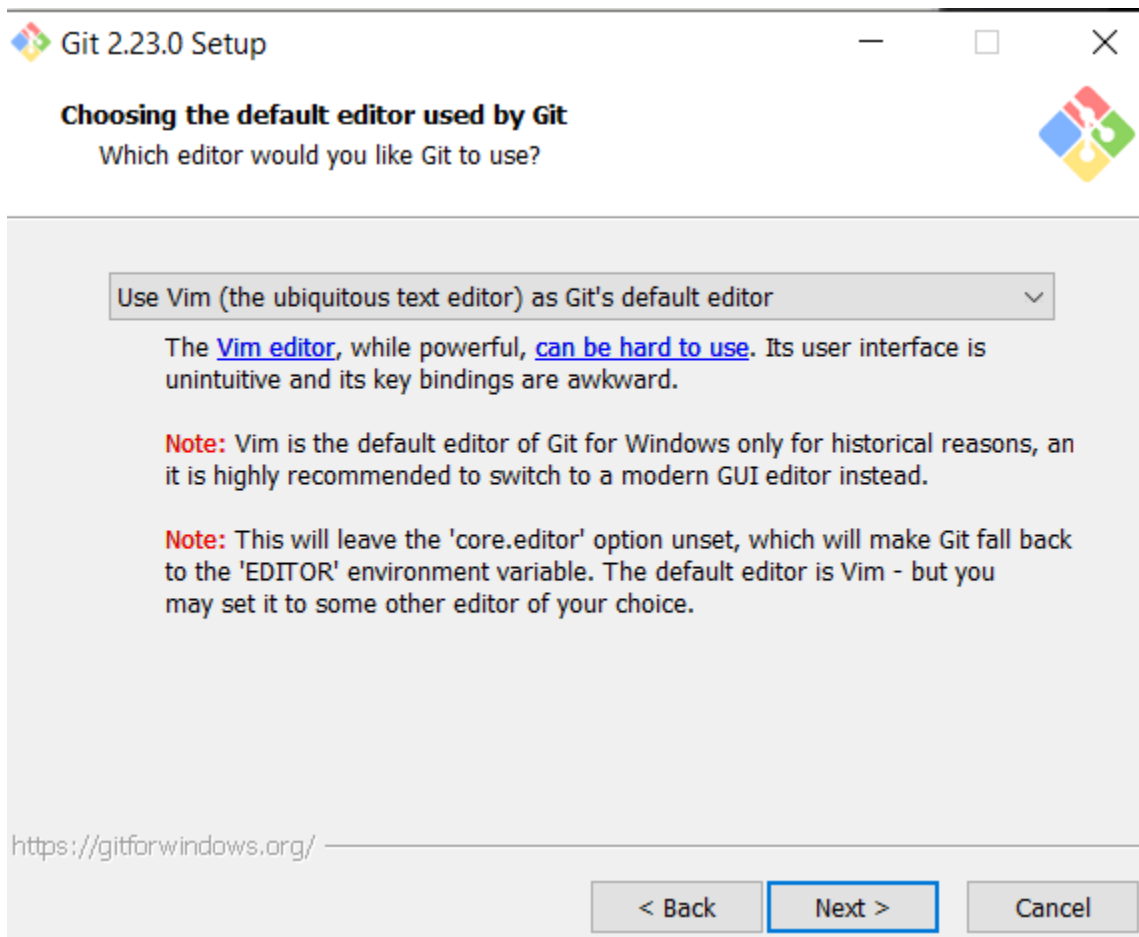 Git 2.23.0 Setup
Choosing the default editor used by Git
Which editor would you like Git to use?
Use Vim (the ubiquitous text editor) as Git's default editor
The Vim editor, while powerful, can be hard to use. Its user interface is
unintuitive and its key bindings are awkward.
Note: Vim is the default editor of Git for Windows only for historical reasons, an
it is highly recommended to switch to a modern GUI editor instead.
Note: This will leave the 'core.editor' option unset, which will make Git fall back
to the 'EDITOR' environment variable. The default editor is Vim - but you
may set it to some other editor of your choice.
https://gitforwindows.org/
< Back Next > Cancel